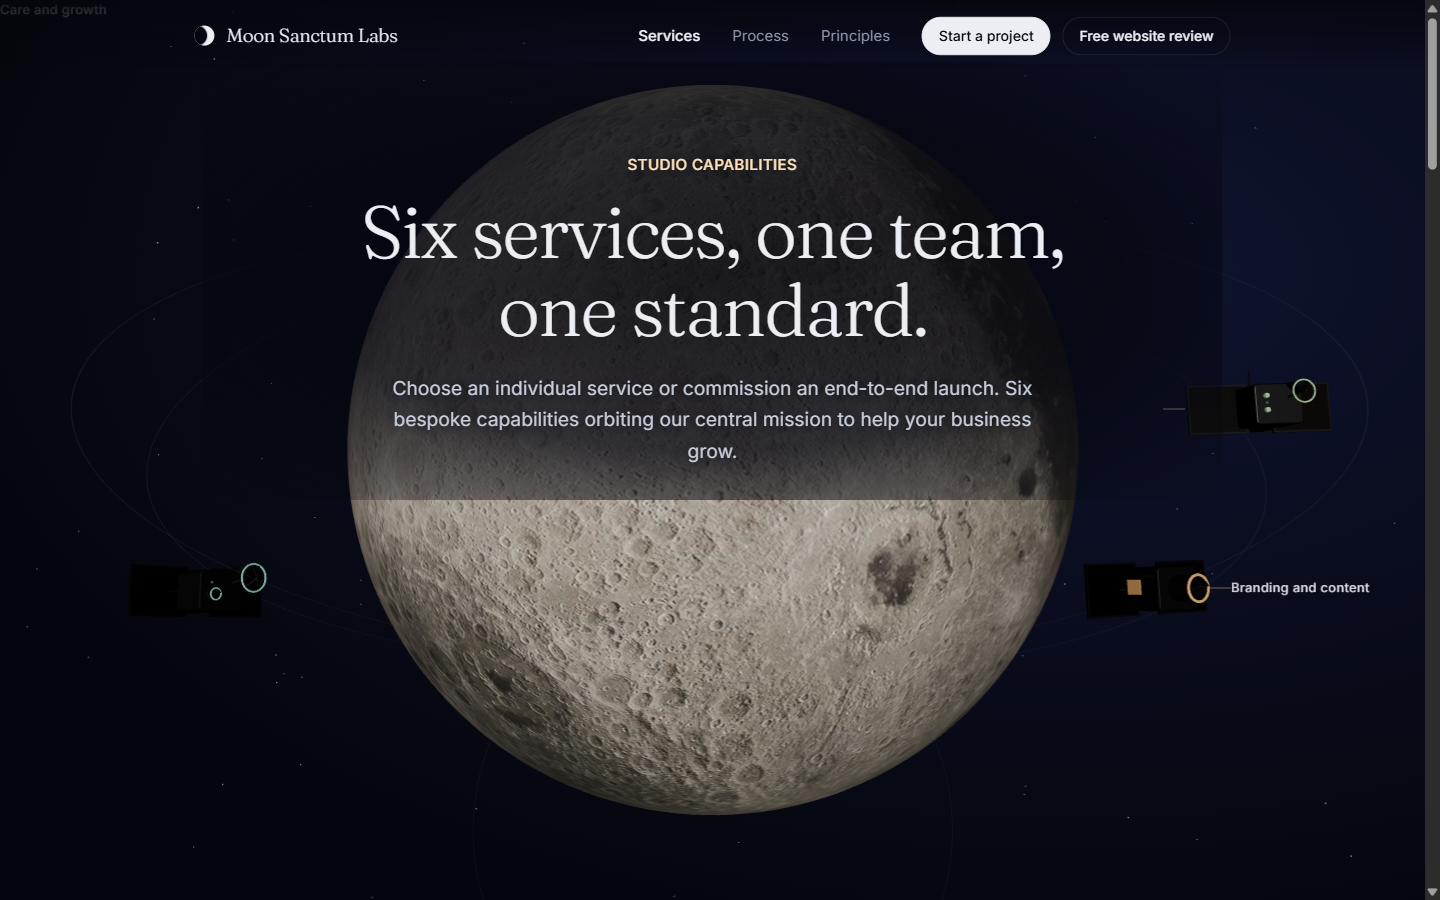 Care and growth
Moon Sanctum Labs
Services
Process
Principles
Start a project
Free website review
STUDIO CAPABILITIES
Six services, one team,
one standard.
Choose an individual service or commission an end-to-end launch. Six
bespoke capabilities orbiting our central mission to help your business
grow.
Branding and content